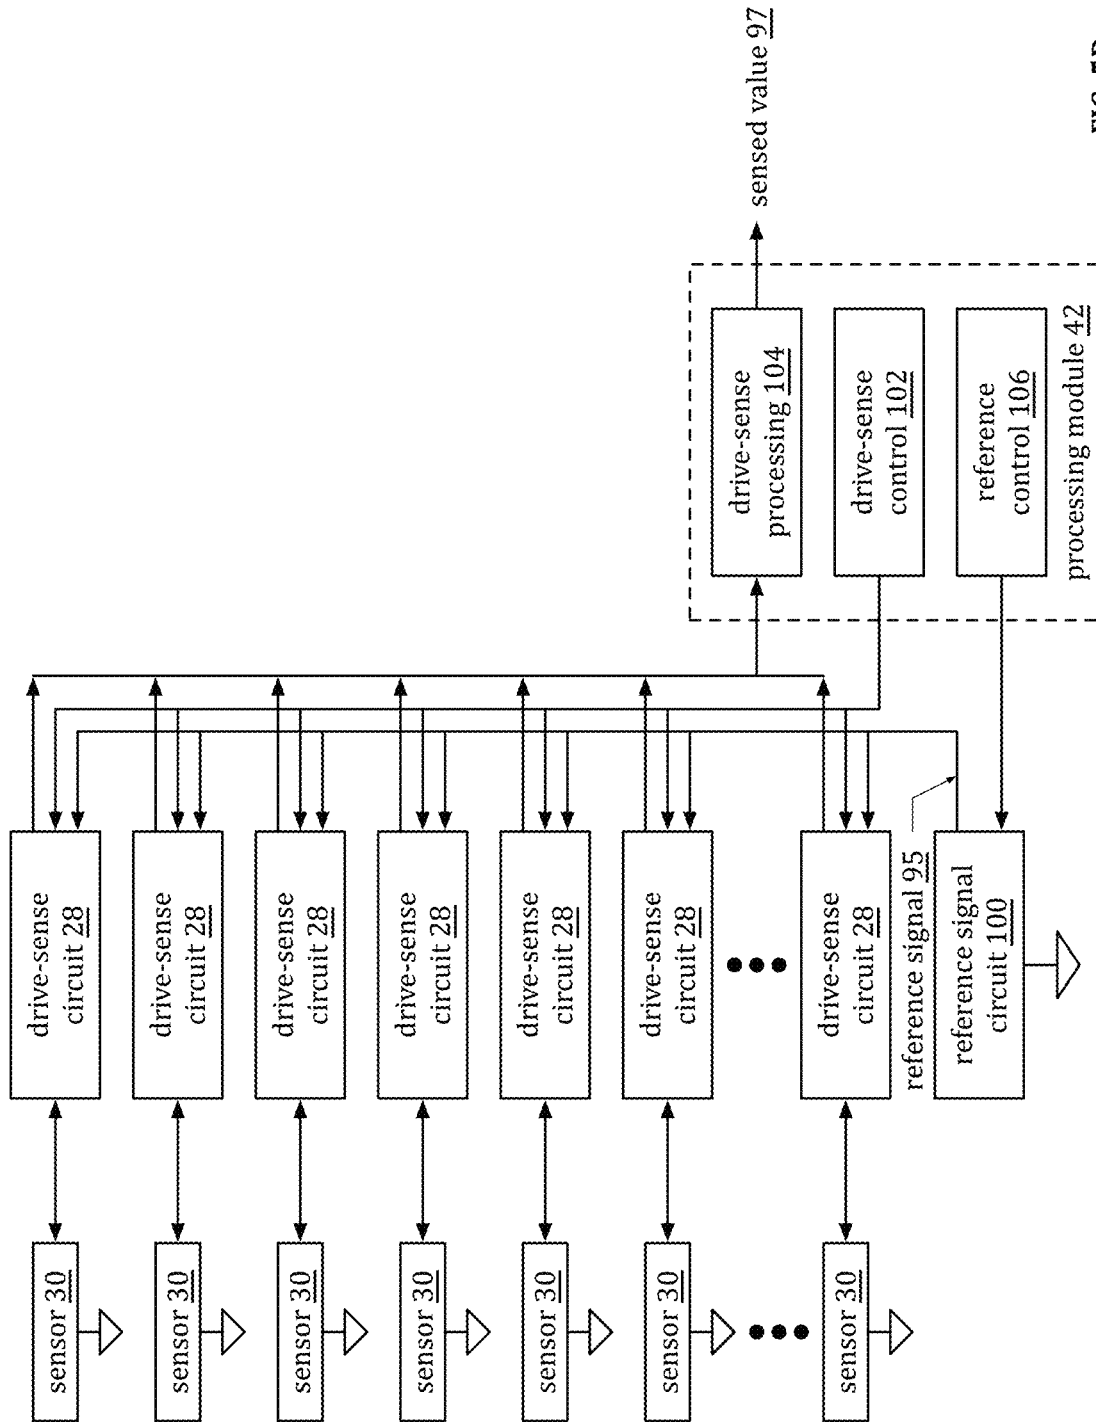 sensor 30
drive-sense
circuit 28
sensor 30
drive-sense
circuit 28
sensor 30
drive-sense
circuit 28
sensor 30
drive-sense
circuit 28
sensor 30
drive-sense
circuit 28
sensor 30
drive-sense
circuit 28
sensor 30
drive-sense
circuit 28
reference signal 95
reference signal
circuit 100
drive-sense
processing 104
sensed value 97
drive-sense
control 102
reference
control 106
processing module 42